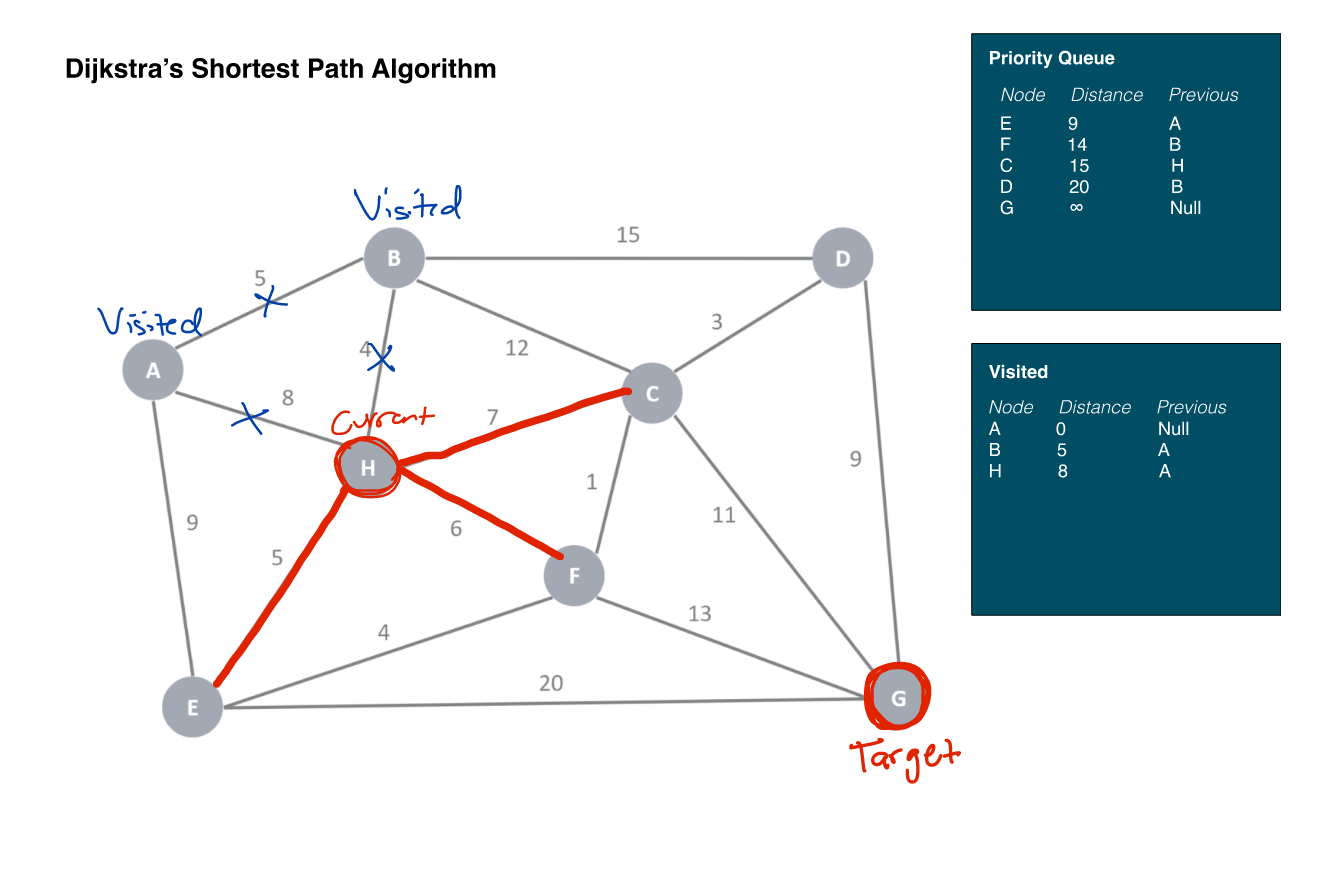 Dijkstra's Shortest Path Algorithm
Priority Queue
Node Distance Previous
E 9 A
F 14 B
C 15 H
D 20 B
G ∞ Null
Visited
Node Distance Previous
A 0 Null
B 5 A
H 8 A
Visited
B
15
D
5
Visited
3
4
12
A
8
C
Current
7
H
9
1
11
9
6
5
F
13
4
20
E
G
Target